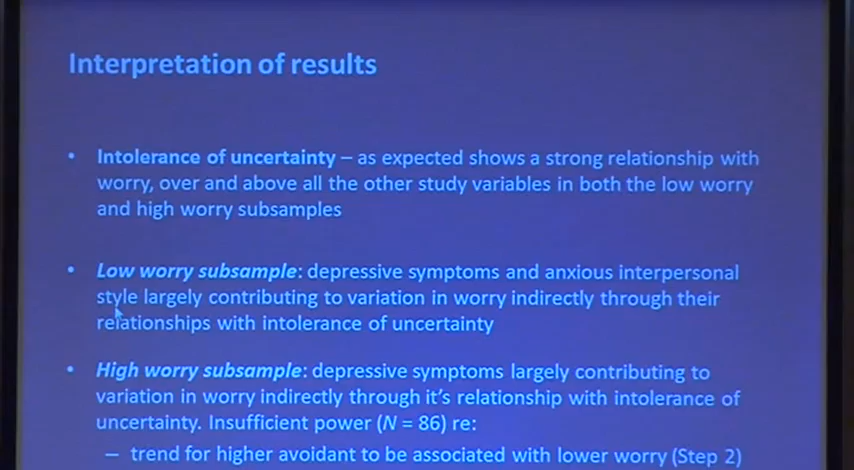 Interpretation of results
• Intolerance of uncertainty – as expected shows a strong relationship with
worry, over and above all the other study variables in both the low worry
and high worry subsamples
• Low worry subsample: depressive symptoms and anxious interpersonal
style largely contributing to variation in worry indirectly through their
relationships with intolerance of uncertainty
• High worry subsample: depressive symptoms largely contributing to
variation in worry indirectly through it's relationship with intolerance of
uncertainty. Insufficient power (N = 86) re:
– trend for higher avoidant to be associated with lower worry (Step 2)